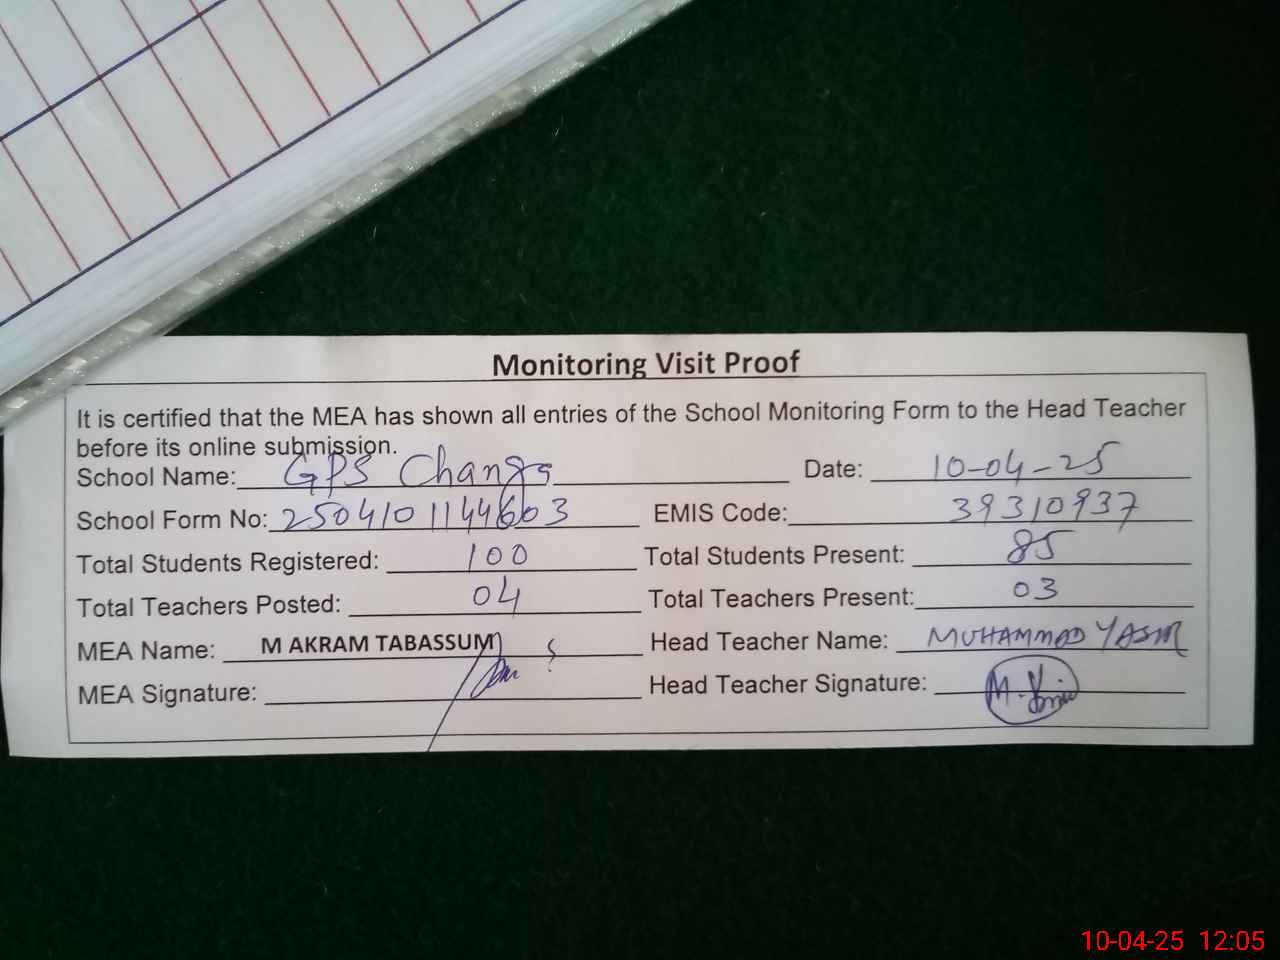 Monitoring Visit Proof
It is certified that the MEA has shown all entries of the School Monitoring Form to the Head Teacher
before its online submission.
School Name: GPS Changa Date: 10-04-25
School Form No: 2504101144603 EMIS Code: 39310937
Total Students Registered: 100 Total Students Present: 85
Total Teachers Posted: 04 Total Teachers Present: 03
MEA Name: M AKRAM TABASSUM Head Teacher Name: MUHAMMAD YASIR
MEA Signature: Head Teacher Signature:
10-04-25 12:05